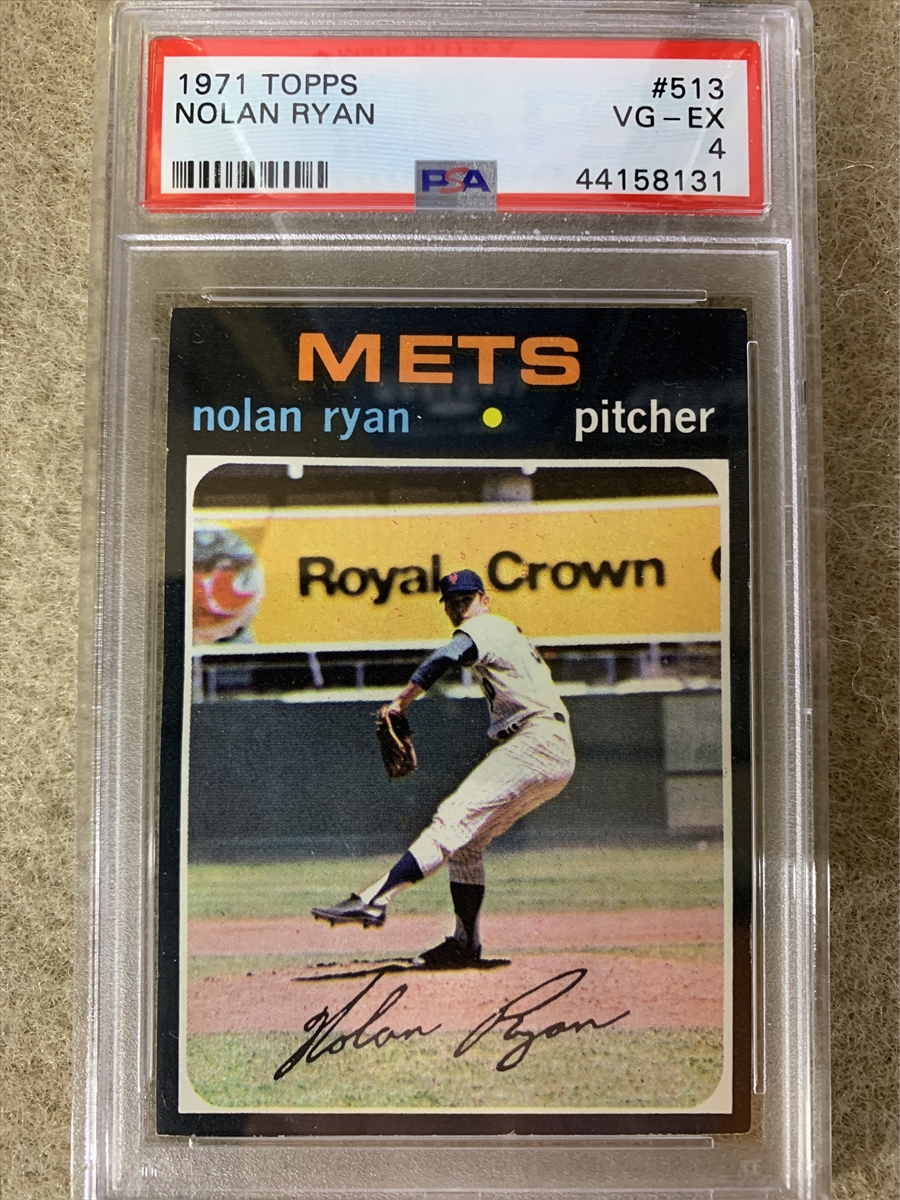 1971 TOPPS #513
NOLAN RYAN VG-EX
4
PSA 44158131
METS
nolan ryan pitcher
Royal Crown
Nolan Ryan